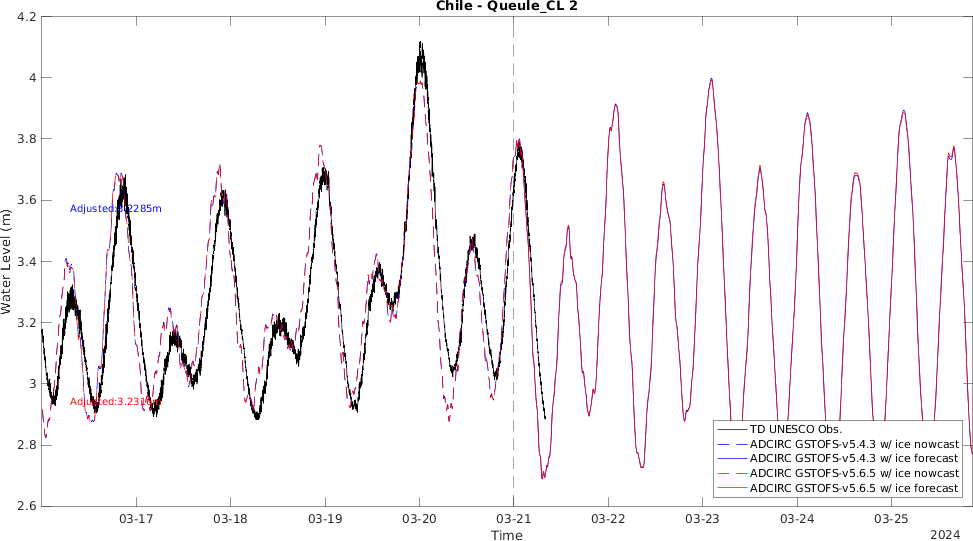 Chile - Queule_CL 2
4.2
4
3.8
3.6
3.4
3.2
3
2.8
2.6
Water Level (m)
Adjusted:3.2285m
TD UNESCO Obs.
ADCIRC GSTOFS-v5.4.3 w/ ice nowcast
ADCIRC GSTOFS-v5.4.3 w/ ice forecast
ADCIRC GSTOFS-v5.6.5 w/ ice nowcast
ADCIRC GSTOFS-v5.6.5 w/ ice forecast
03-17 03-18 03-19 03-20 03-21 03-22 03-23 03-24 03-25
Time
2024